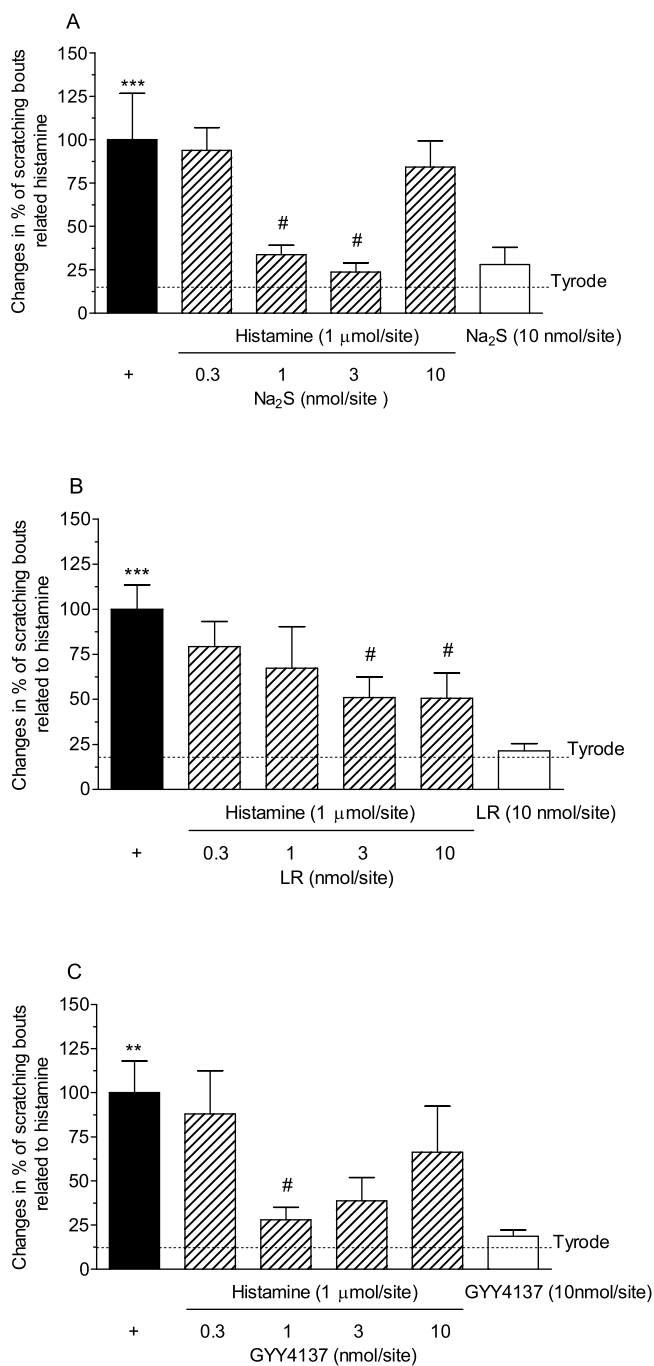 A
Changes in % of scratching bouts
related histamine
150
125
100
75
50
25
0
***
#
#
Tyrode
Histamine (1 μmol/site)
Na₂S (10 nmol/site)
+
0.3
1
3
10
Na₂S (nmol/site )
B
Changes in % of scratching bouts
related to histamine
150
125
100
75
50
25
0
***
#
#
Tyrode
Histamine (1 μmol/site)
LR (10 nmol/site)
+
0.3
1
3
10
LR (nmol/site)
C
Changes in % of scratching bouts
related to histamine
150
125
100
75
50
25
0
**
#
Tyrode
Histamine (1 μmol/site)
GYY4137 (10nmol/site)
+
0.3
1
3
10
GYY4137 (nmol/site)